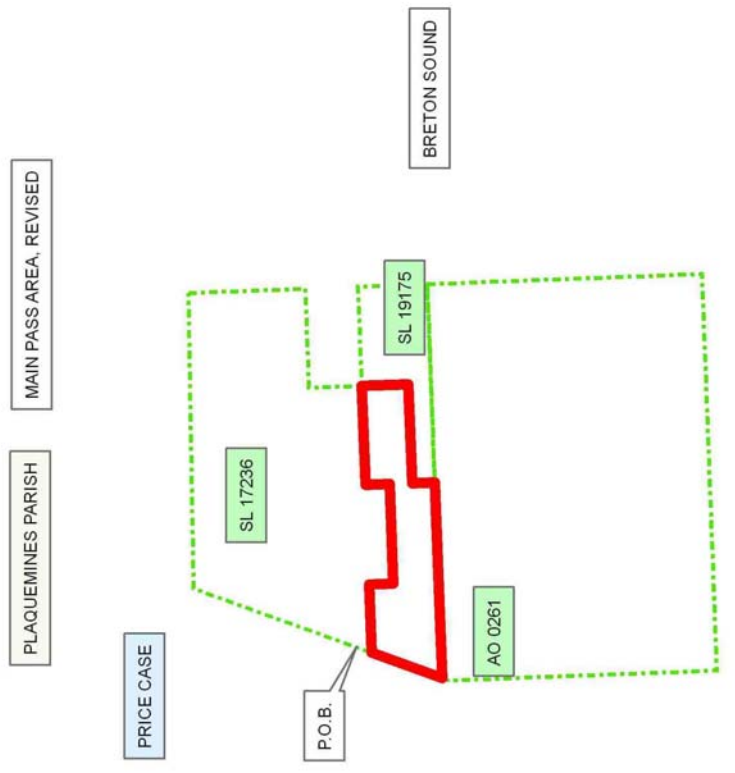 PLAQUEMINES PARISH
MAIN PASS AREA, REVISED
PRICE CASE
SL 17236
P.O.B.
SL 19175
BRETON SOUND
AO 0261